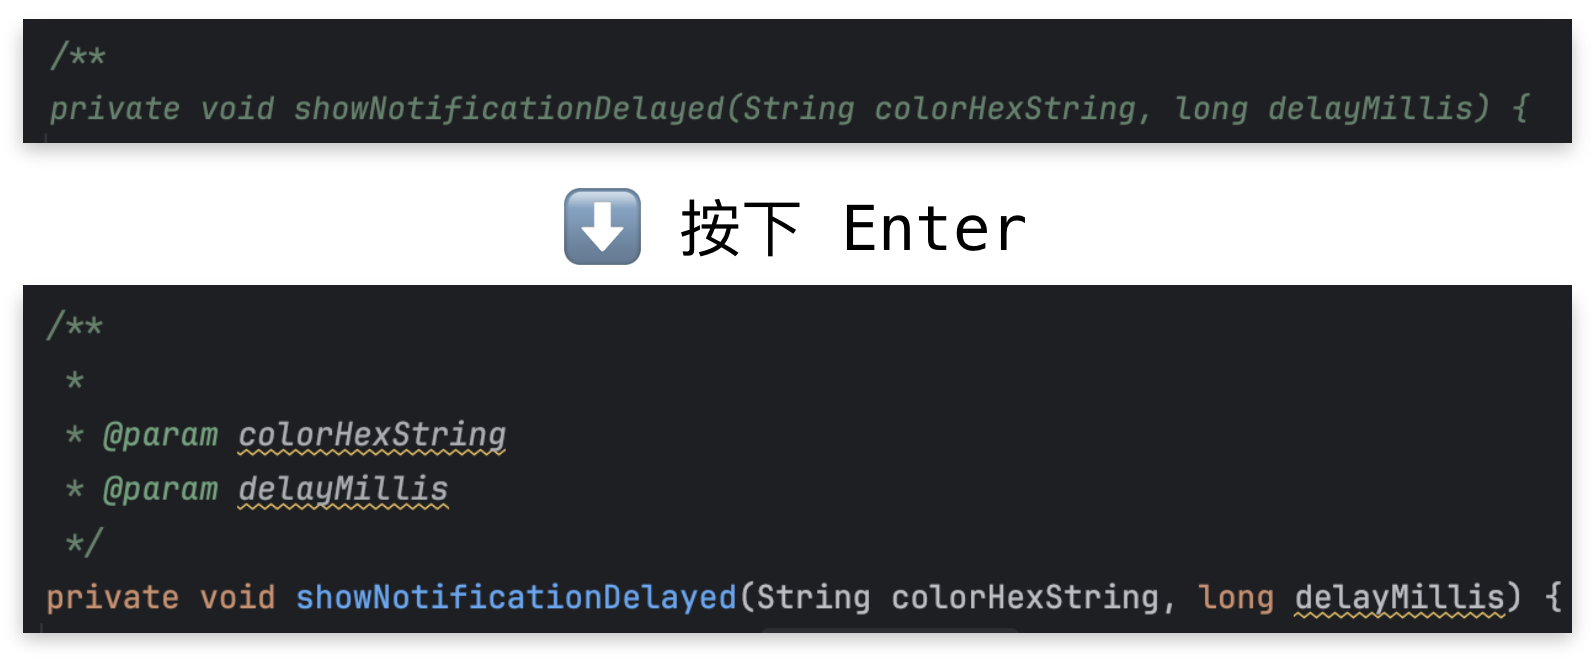 /**
private void showNotificationDelayed(String colorHexString, long delayMillis) {
⬇️ 按下 Enter
/**
*
* @param colorHexString
* @param delayMillis
*/
private void showNotificationDelayed(String colorHexString, long delayMillis) {